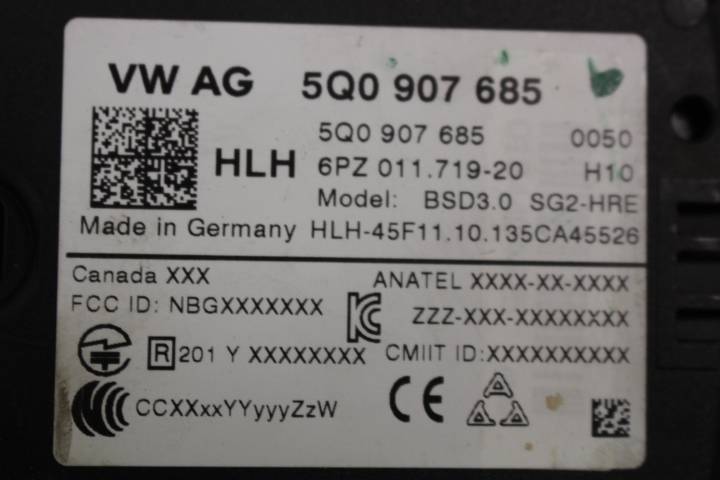 VW AG 5Q0 907 685
5Q0 907 685 0050
HLH 6PZ 011.719-20 H10
Model: BSD3.0 SG2-HRE
Made in Germany HLH-45F11.10.135CA45526
Canada XXX ANATEL XXXX-XX-XXXX
FCC ID: NBGXXXXXXX ZZZ-XXX-XXXXXXXX
R 201 Y XXXXXXXX CMIIT ID:XXXXXXXXXX
CCXXxxYYyyyZzW CE